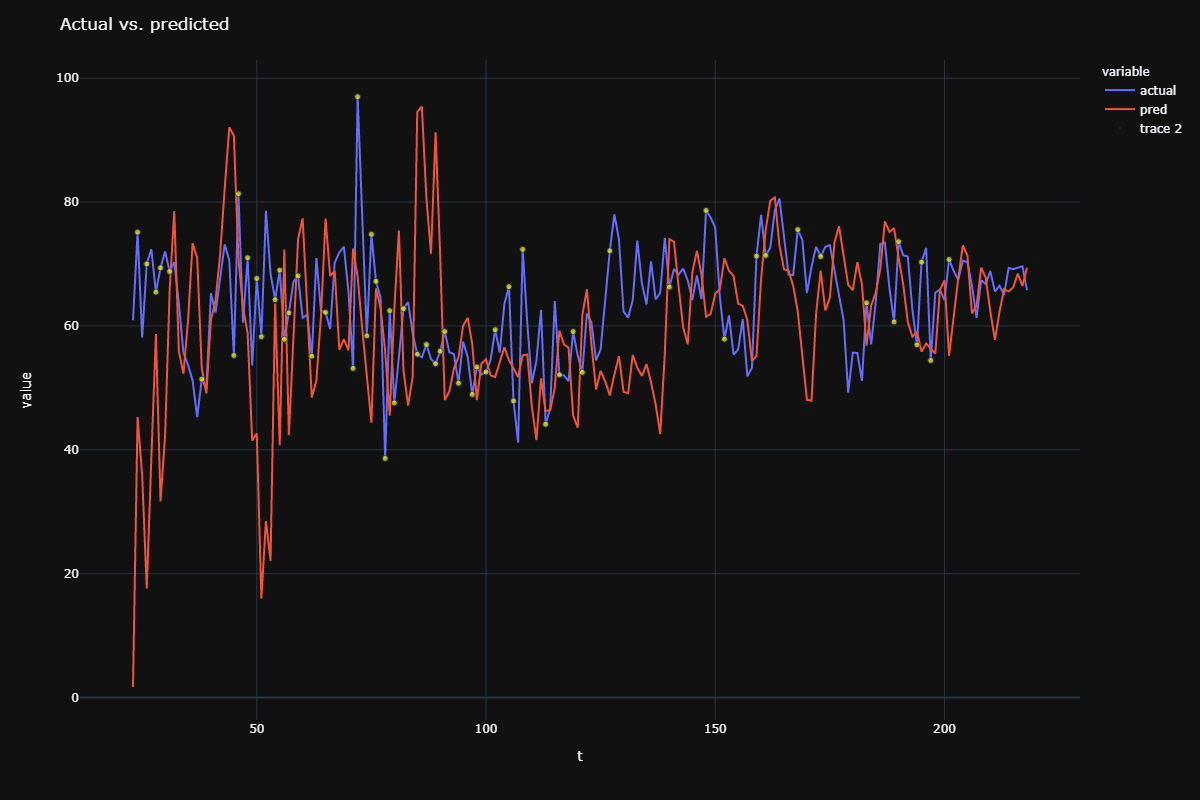 Actual vs. predicted
variable
actual
pred
trace 2
100
80
60
40
20
0
value
50
100
150
200
t